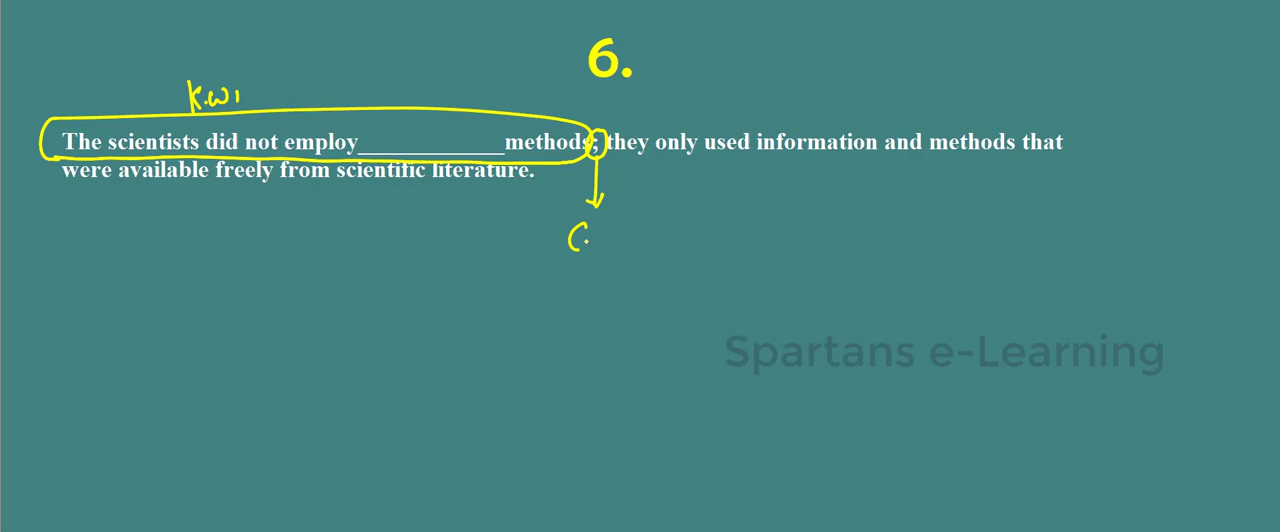 6.
K.W1
The scientists did not employ____________methods; they only used information and methods that
were available freely from scientific literature.
C.
Spartans e-Learning